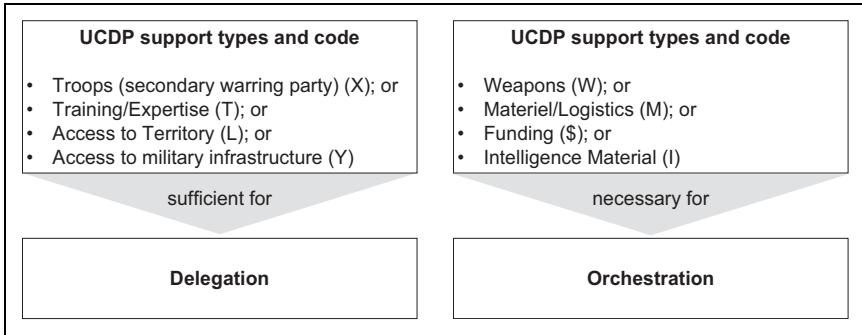 UCDP support types and code
• Troops (secondary warring party) (X); or
• Training/Expertise (T); or
• Access to Territory (L); or
• Access to military infrastructure (Y)
sufficient for
Delegation
UCDP support types and code
• Weapons (W); or
• Materiel/Logistics (M); or
• Funding ($); or
• Intelligence Material (I)
necessary for
Orchestration